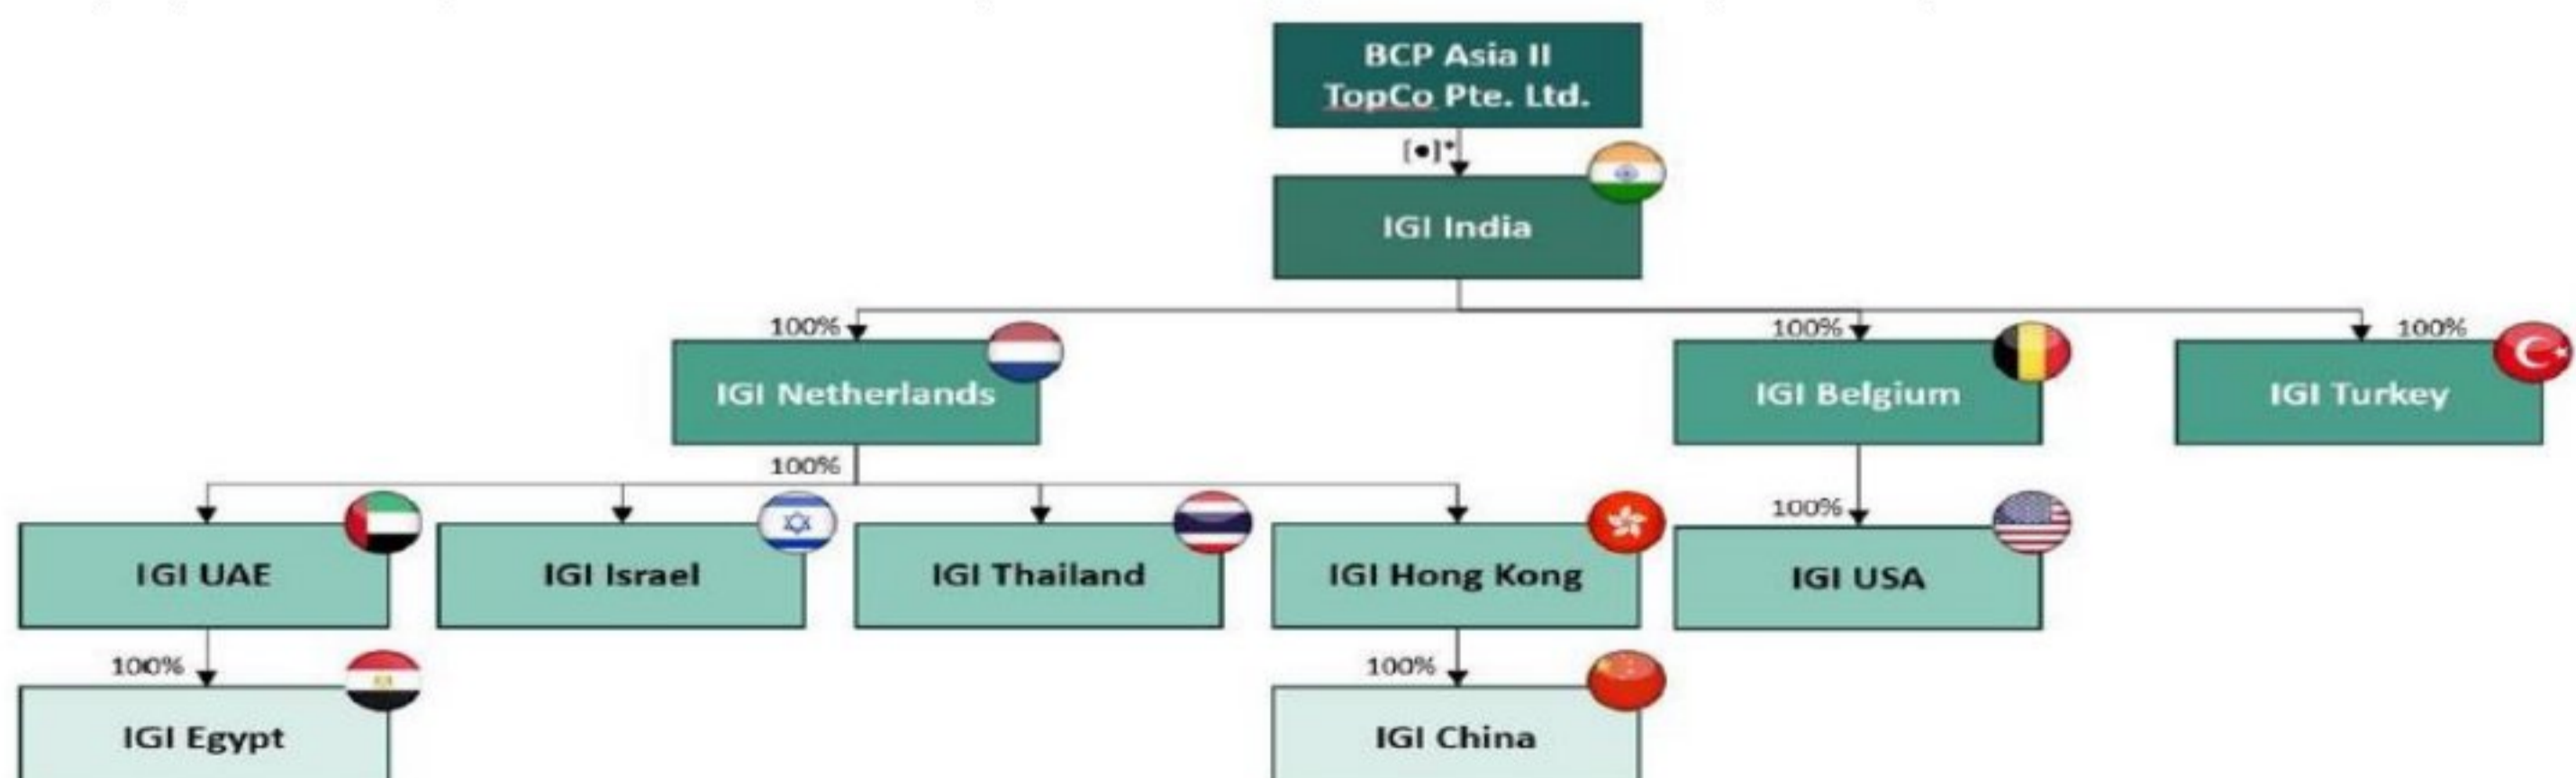 BCP Asia II
TopCo Pte. Ltd.
[●]*
IGI India
100%
100%
100%
IGI Netherlands
IGI Belgium
IGI Turkey
100%
100%
IGI UAE
IGI Israel
IGI Thailand
IGI Hong Kong
IGI USA
100%
100%
IGI Egypt
IGI China